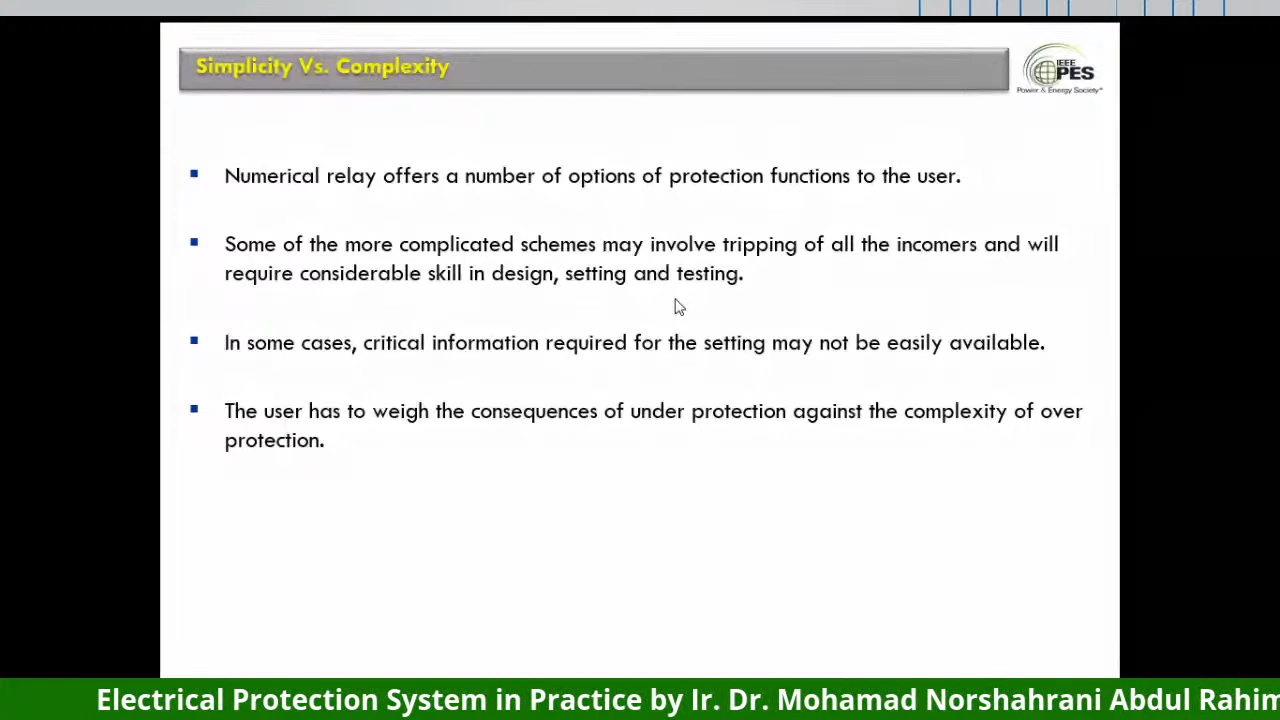 Simplicity Vs. Complexity
IEEE
PES
Power & Energy Society™
Numerical relay offers a number of options of protection functions to the user.
Some of the more complicated schemes may involve tripping of all the incomers and will
require considerable skill in design, setting and testing.
In some cases, critical information required for the setting may not be easily available.
The user has to weigh the consequences of under protection against the complexity of over
protection.
Electrical Protection System in Practice by Ir. Dr. Mohamad Norshahrani Abdul Rahim